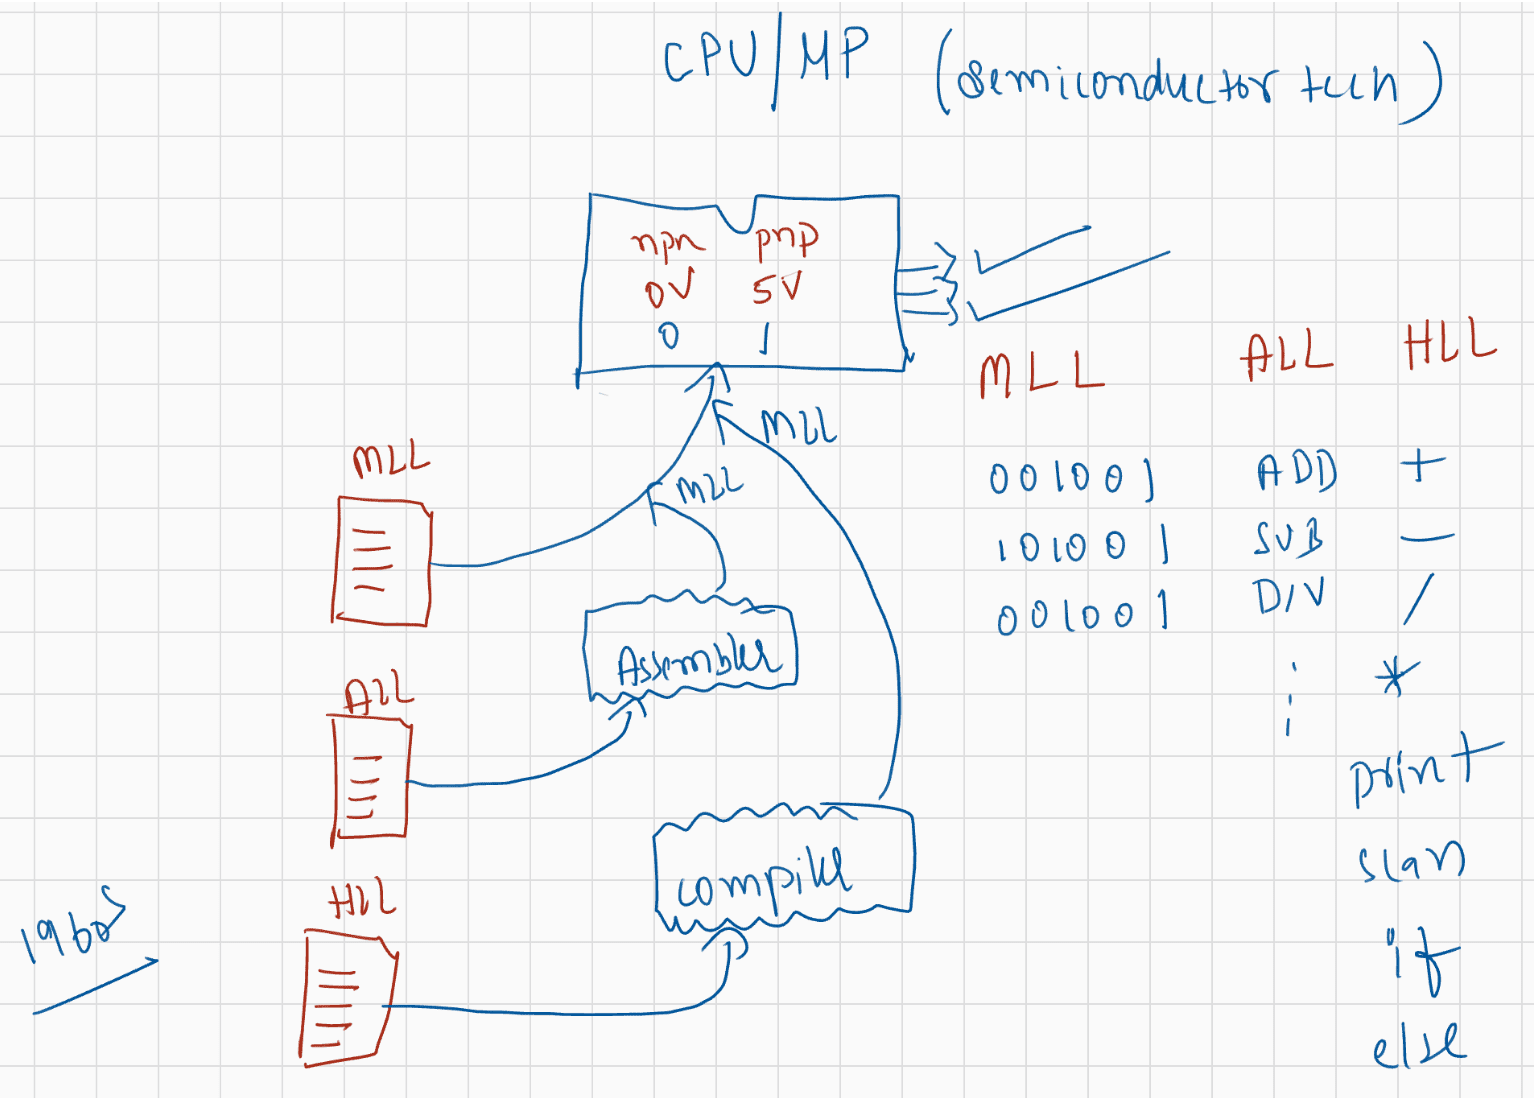 CPU/MP (semiconductor tech)
npn pnp
0V 5V
0 1
MLL ALL HLL
MLL
MLL
MLL
001001 ADD +
101001 SUB -
001001 DIV /
*
Assembler
ALL
print
compiler
scan
HLL
1960s
if
else